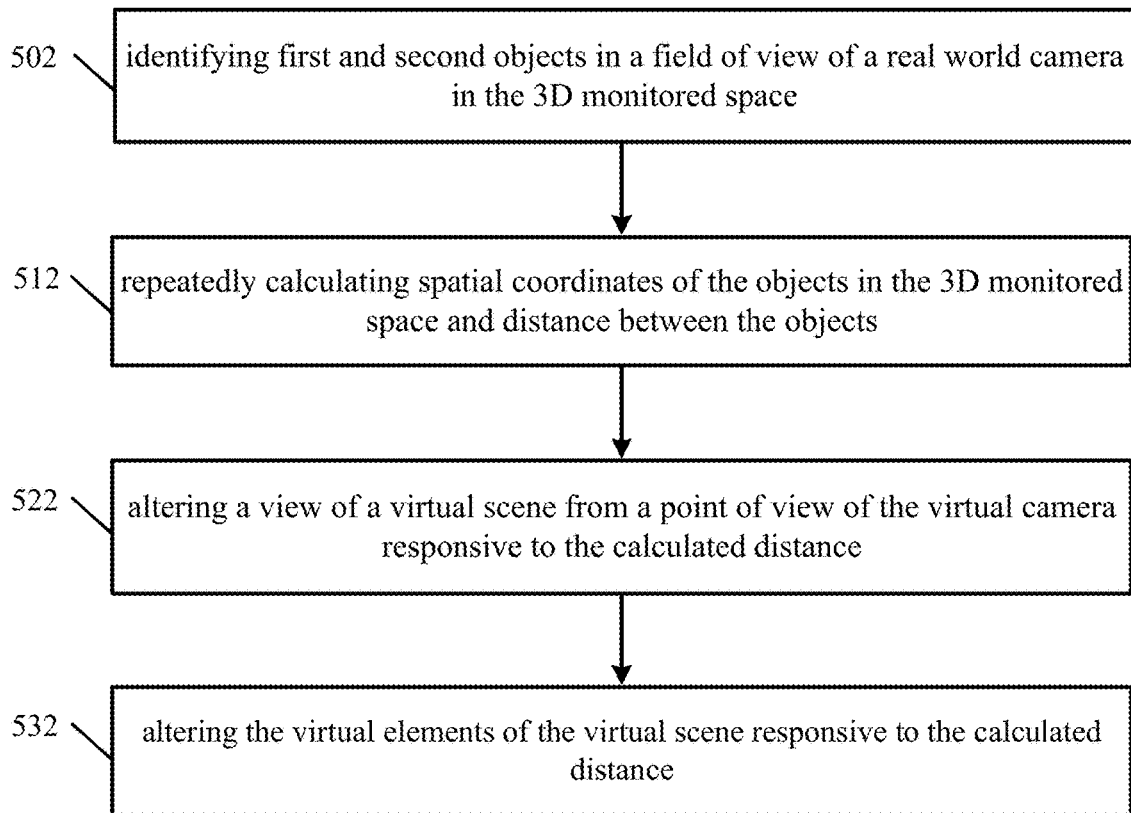 502
identifying first and second objects in a field of view of a real world camera
in the 3D monitored space
512
repeatedly calculating spatial coordinates of the objects in the 3D monitored
space and distance between the objects
522
altering a view of a virtual scene from a point of view of the virtual camera
responsive to the calculated distance
532
altering the virtual elements of the virtual scene responsive to the calculated
distance